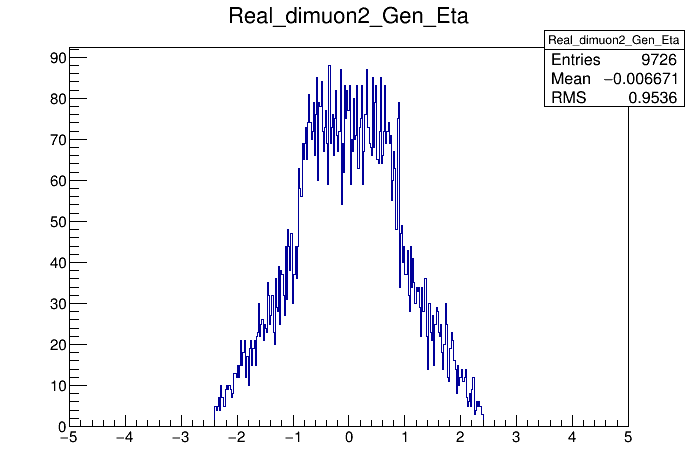 Real_dimuon2_Gen_Eta
Real_dimuon2_Gen_Eta
Entries 9726
Mean −0.006671
RMS 0.9536
90
80
70
60
50
40
30
20
10
0
−5 −4 −3 −2 −1 0 1 2 3 4 5